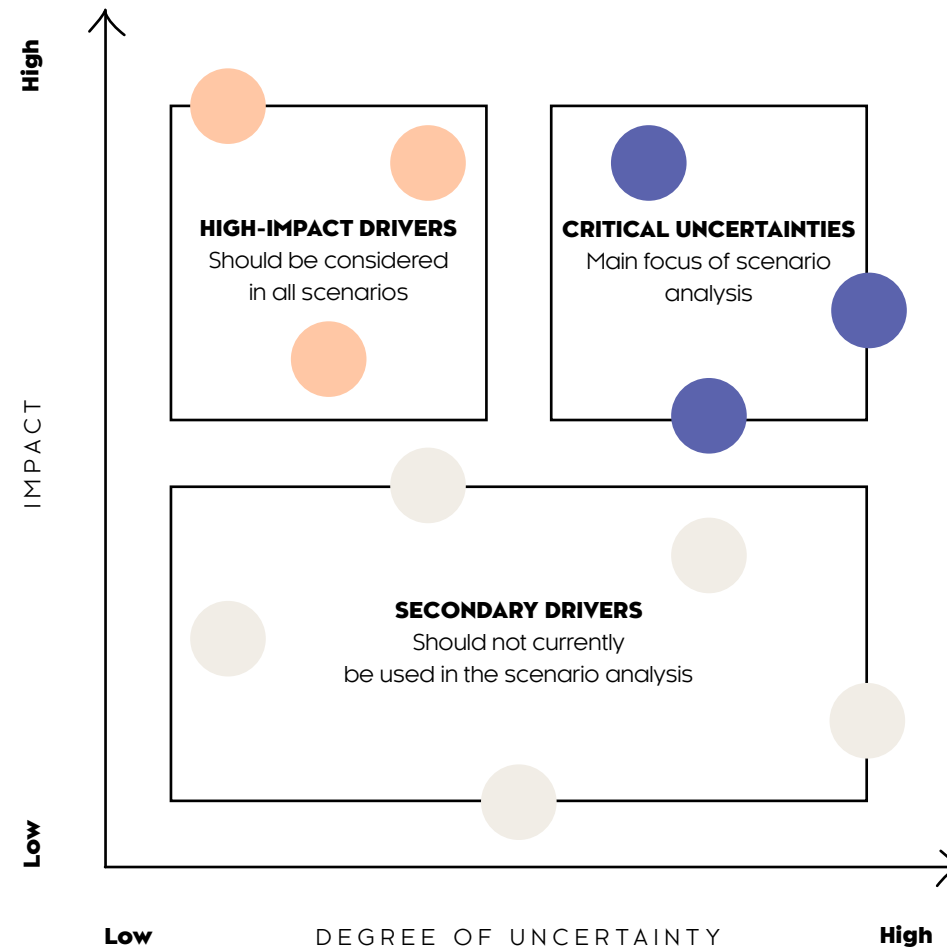 High
HIGH-IMPACT DRIVERS
Should be considered
in all scenarios
CRITICAL UNCERTAINTIES
Main focus of scenario
analysis
IMPACT
SECONDARY DRIVERS
Should not currently
be used in the scenario analysis
Low
Low
DEGREE OF UNCERTAINTY
High